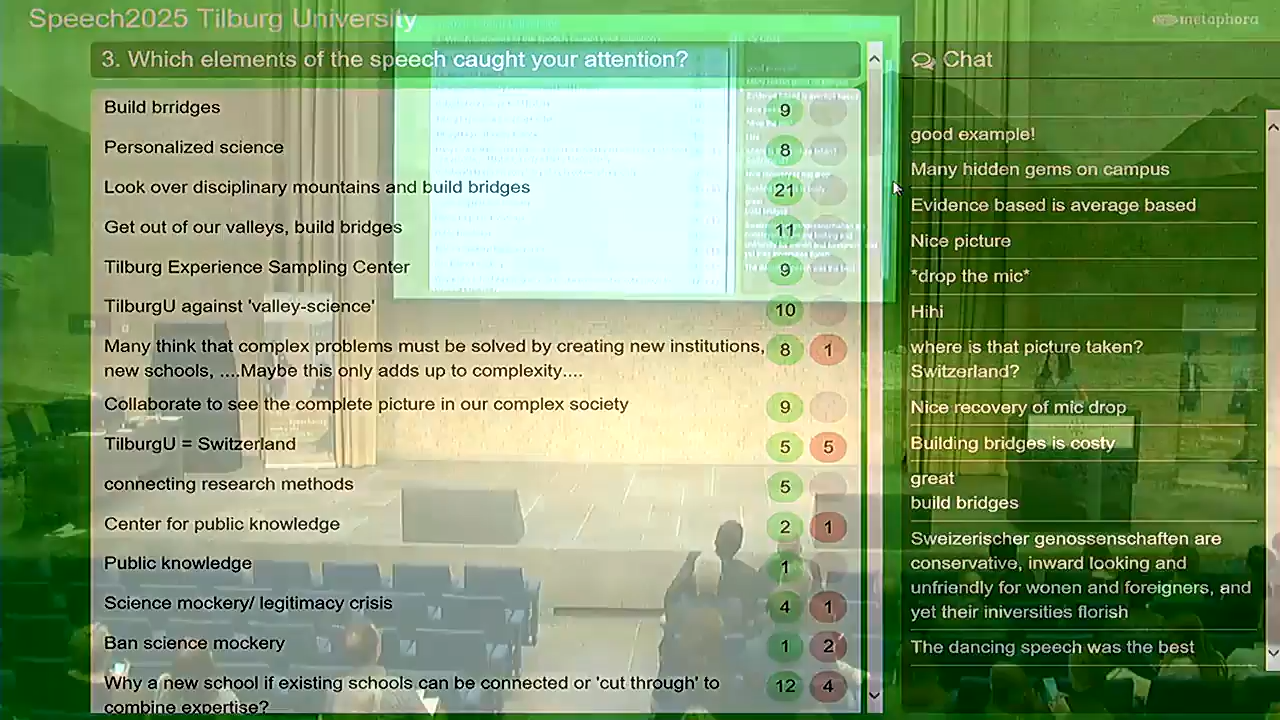 Speech2025 Tilburg University
metaphora
3. Which elements of the speech caught your attention?
Build brridges 9
Personalized science 8
Look over disciplinary mountains and build bridges 21
Get out of our valleys, build bridges 11
Tilburg Experience Sampling Center 9
TilburgU against 'valley-science' 10
Many think that complex problems must be solved by creating new institutions, 8 1
new schools, ....Maybe this only adds up to complexity....
Collaborate to see the complete picture in our complex society 9
TilburgU = Switzerland 5 5
connecting research methods 5
Center for public knowledge 2 1
Public knowledge 1
Science mockery/ legitimacy crisis 4 1
Ban science mockery 1 2
Why a new school if existing schools can be connected or 'cut through' to 12 4
combine expertise?
Chat
good example!
Many hidden gems on campus
Evidence based is average based
Nice picture
*drop the mic*
Hihi
where is that picture taken?
Switzerland?
Nice recovery of mic drop
Building bridges is costy
great
build bridges
Sweizerischer genossenschaften are
conservative, inward looking and
unfriendly for wonen and foreigners, and
yet their iniversities florish
The dancing speech was the best